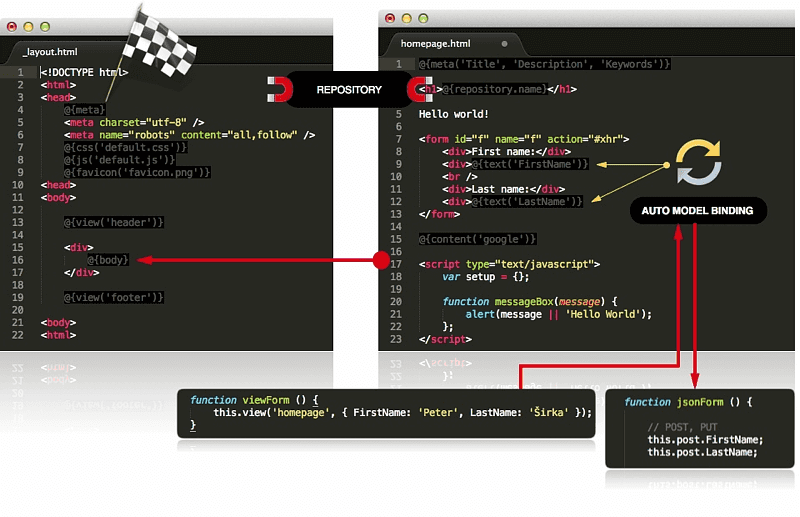 _layout.html
1 <!DOCTYPE html>
2 <html>
3 <head>
4 @{meta}
5 <meta charset="utf-8" />
6 <meta name="robots" content="all,follow" />
7 @{css('default.css')}
8 @{js('default.js')}
9 @{favicon('favicon.png')}
10 <head>
11 <body>
12
13 @{view('header')}
14
15 <div>
16 @{body}
17 </div>
18
19 @{view('footer')}
20
21 <body>
22 <html>
REPOSITORY
homepage.html
1 @{meta('Title', 'Description', 'Keywords')}
<h1>@{repository.name}</h1>
5 Hello world!
6
7 <form id="f" name="f" action="#xhr">
8 <div>First name:</div>
9 <div>@{text('FirstName')}
10 <br />
11 <div>Last name:</div>
12 <div>@{text('LastName')}
13 </form>
14
15 @{content('google')}
16
17 <script type="text/javascript">
18 var setup = {};
19
20 function messageBox(message) {
21 alert(message || 'Hello World');
22 };
23 </script>
AUTO MODEL BINDING
function viewForm () {
this.view('homepage', { FirstName: 'Peter', LastName: 'Širka' });
}
function jsonForm () {
// POST, PUT
this.post.FirstName;
this.post.LastName;